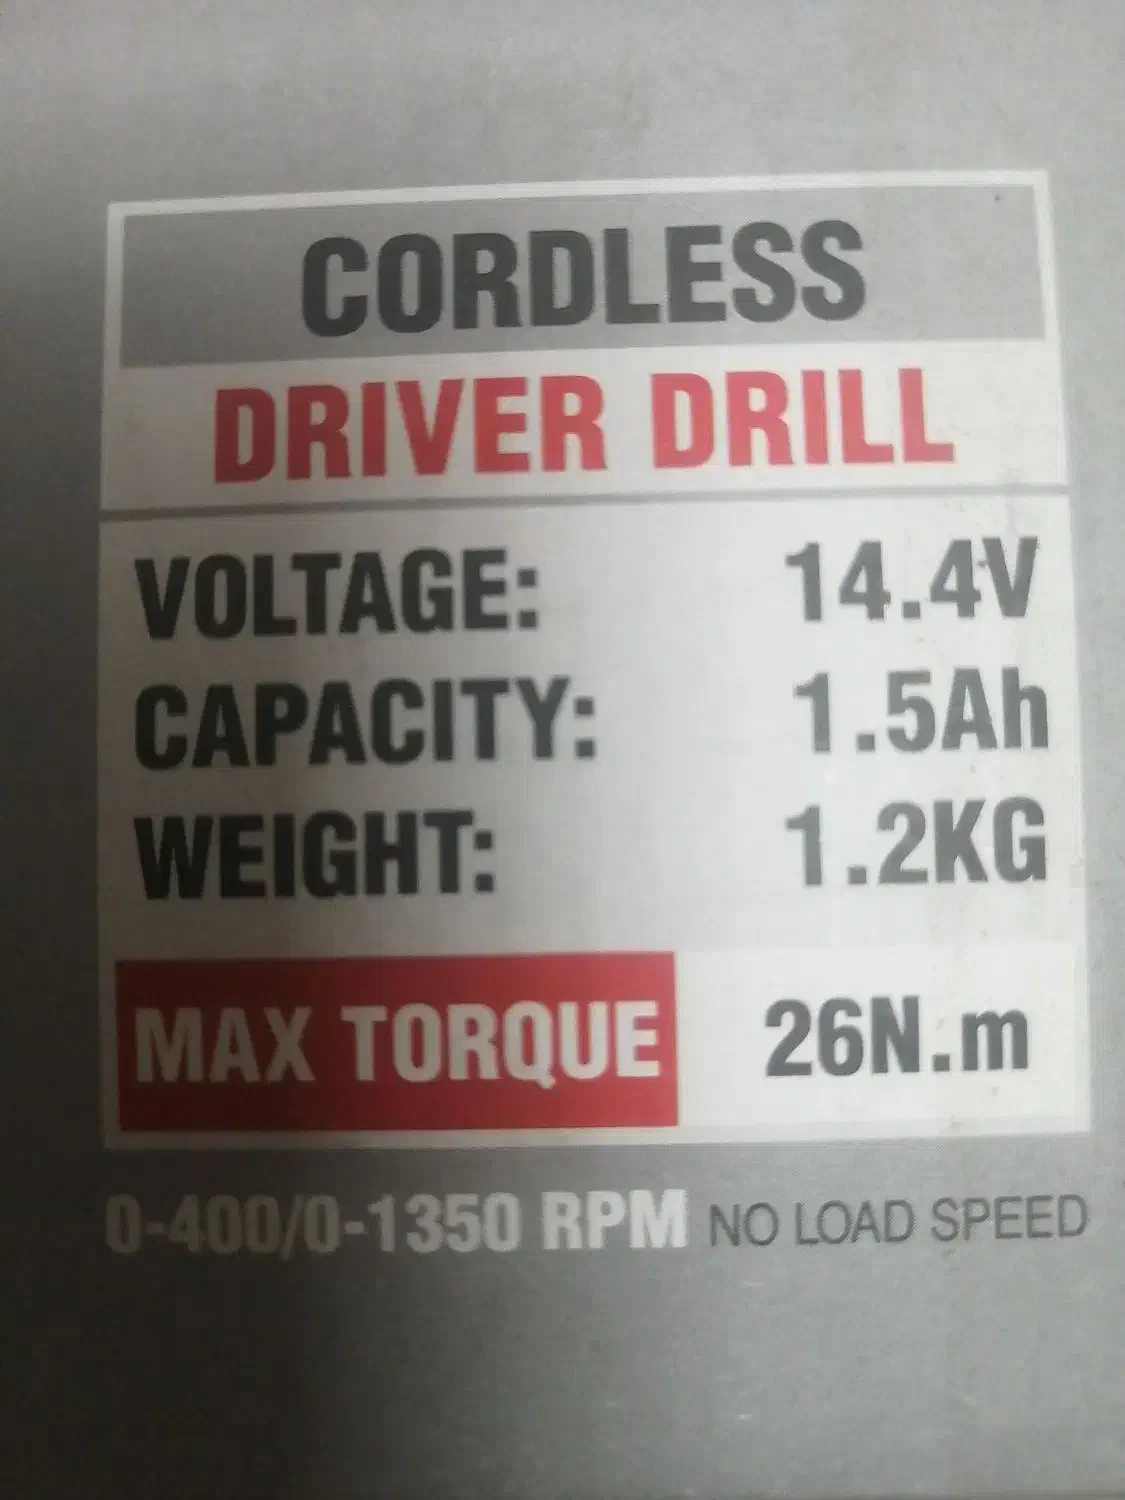 CORDLESS
DRIVER DRILL
VOLTAGE: 14.4V
CAPACITY: 1.5Ah
WEIGHT: 1.2KG
MAX TORQUE 26N.m
0-400/0-1350 RPM NO LOAD SPEED